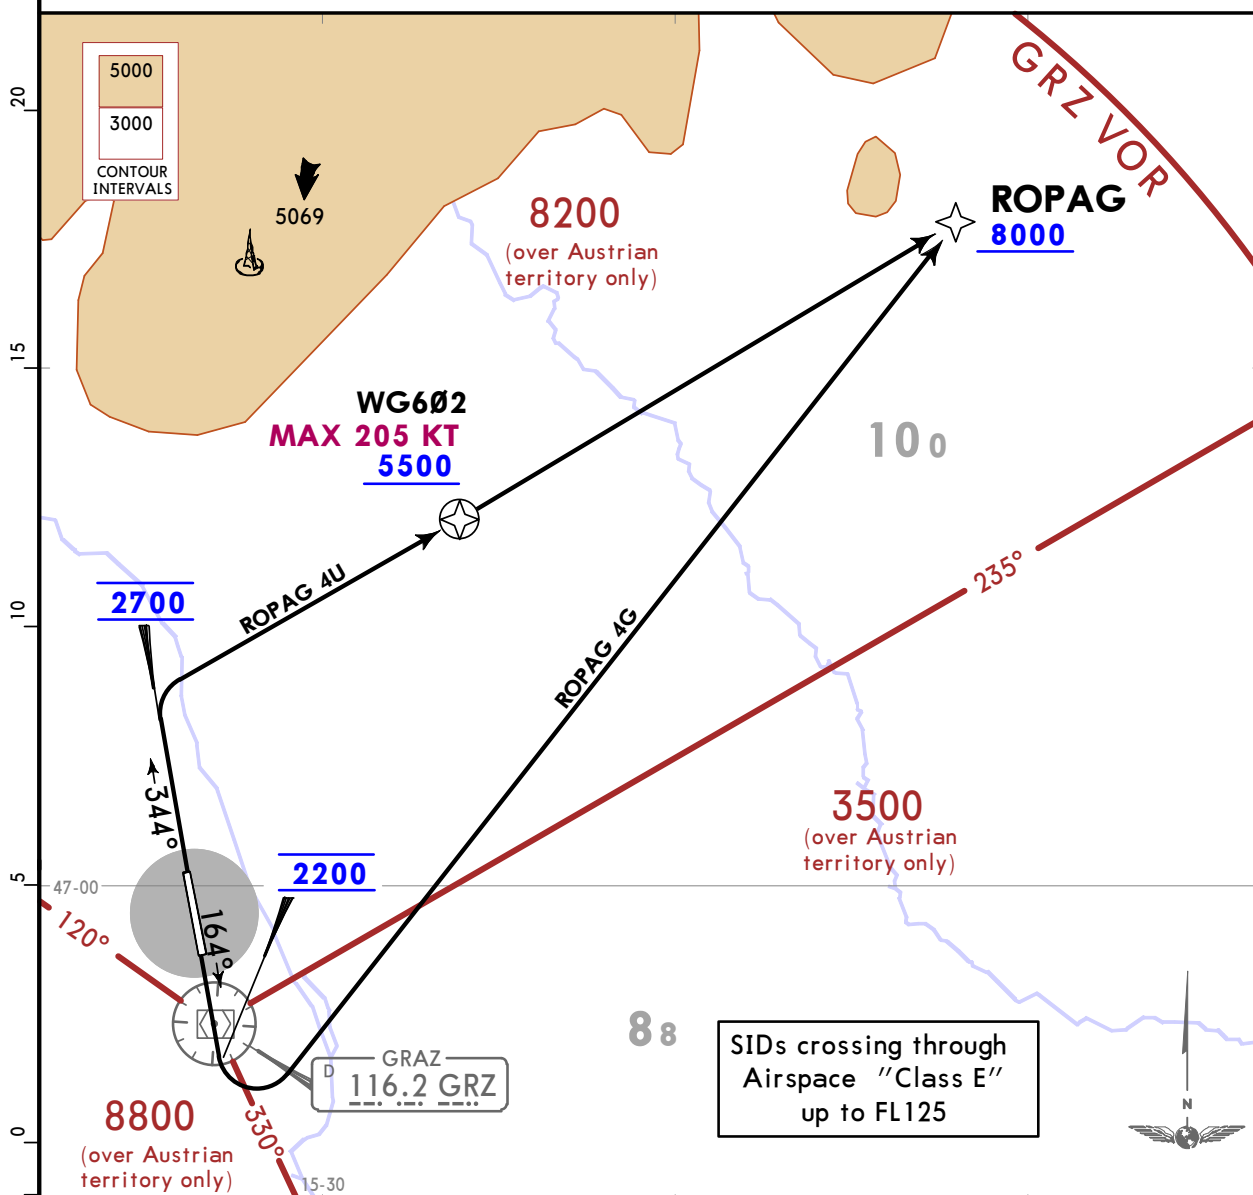 20
5000
3000
CONTOUR
INTERVALS
GRZ VOR
5069
8200
(over Austrian
territory only)
ROPAG
8000
15
WG6Ø2
MAX 205 KT
5500
10 0
235°
10
2700
ROPAG 4U
ROPAG 4G
344°
3500
(over Austrian
territory only)
2200
5
47-00
164°
120°
8 8
SIDs crossing through
Airspace "Class E"
up to FL125
GRAZ
D
116.2 GRZ
N
0
8800
(over Austrian
territory only)
330°
15-30